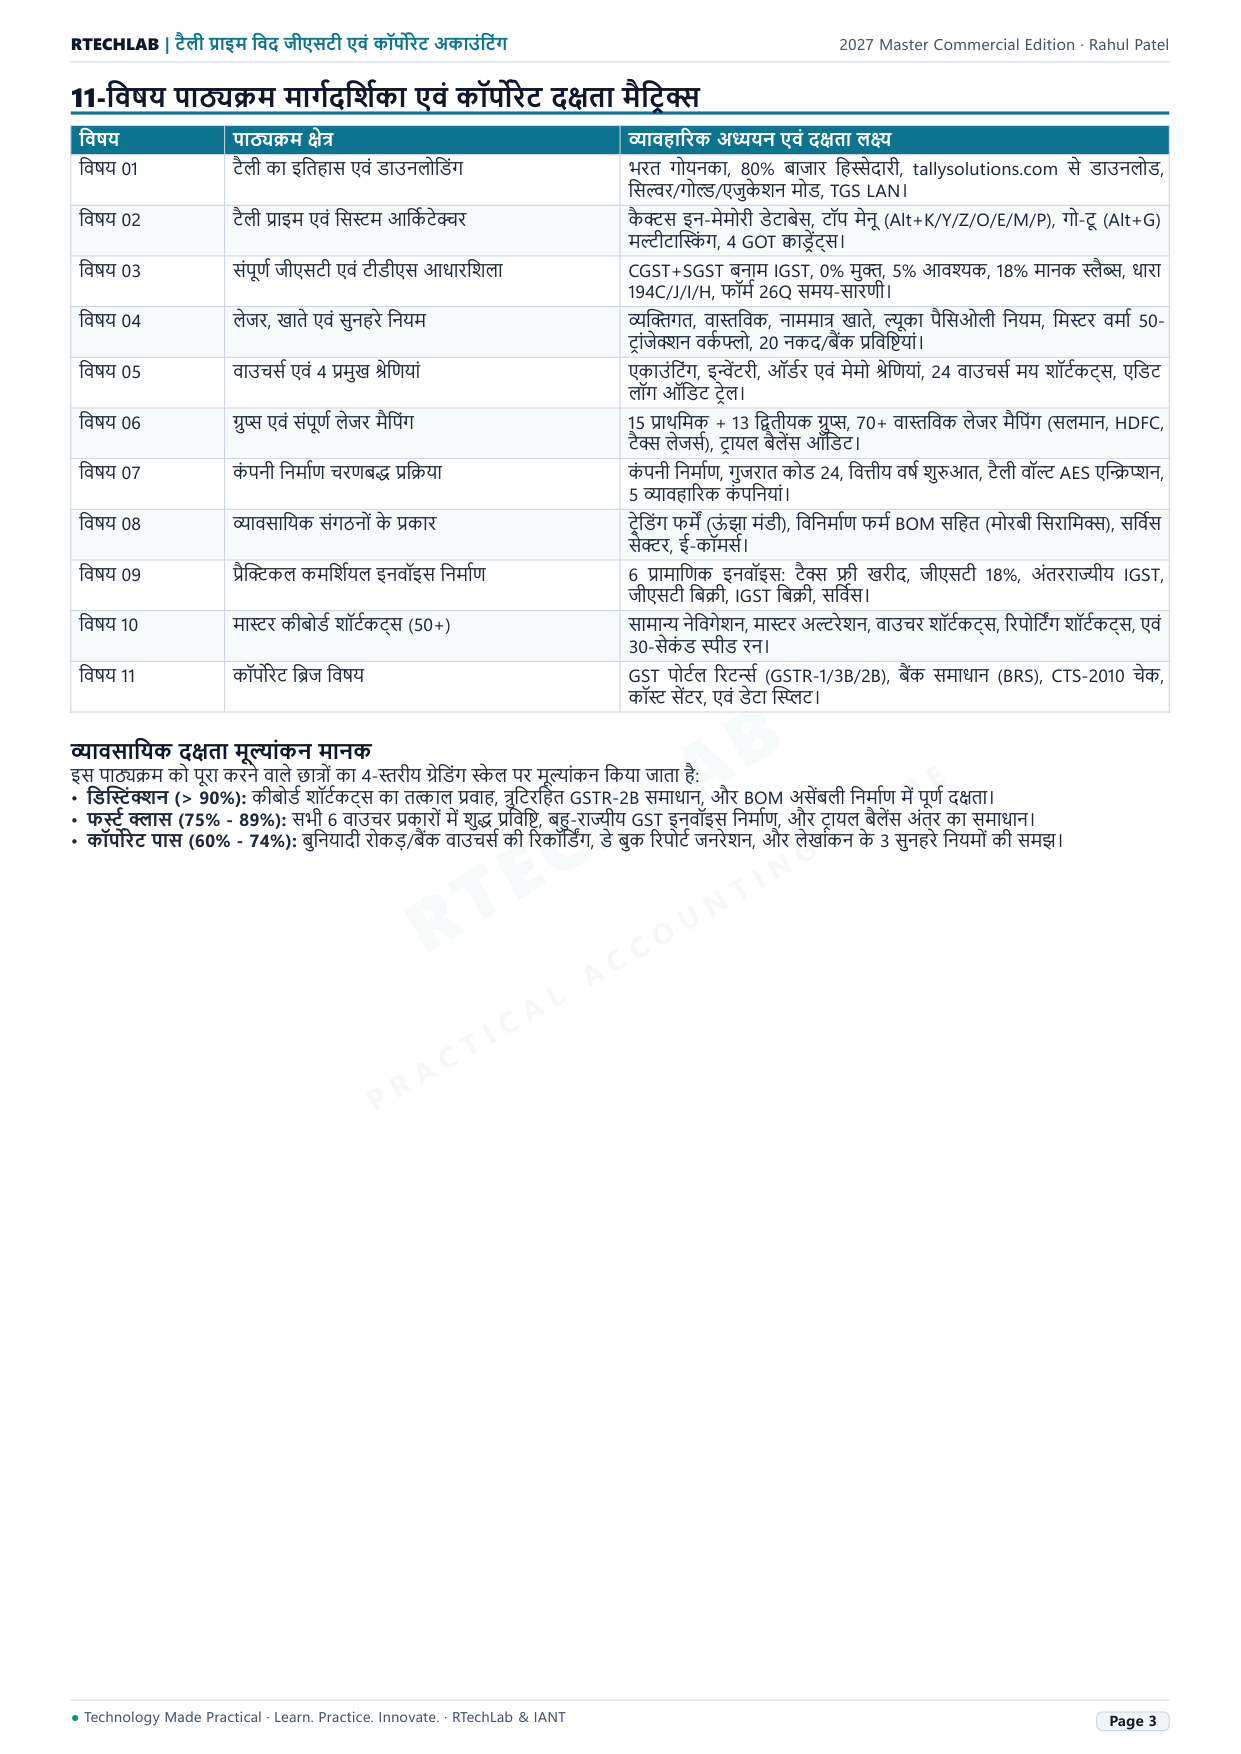 RTECHLAB | टैली प्राइम विद जीएसटी एवं कॉर्पोरेट अकाउंटिंग
2027 Master Commercial Edition · Rahul Patel
11-विषय पाठ्यक्रम मार्गदर्शिका एवं कॉर्पोरेट दक्षता मैट्रिक्स
विषय पाठ्यक्रम क्षेत्र व्यावहारिक अध्ययन एवं दक्षता लक्ष्य
विषय 01 टैली का इतिहास एवं डाउनलोडिंग भरत गोयनका, 80% बाजार हिस्सेदारी, tallysolutions.com से डाउनलोड,
सिल्वर/गोल्ड/एजुकेशन मोड, TGS LAN।
विषय 02 टैली प्राइम एवं सिस्टम आर्किटेक्चर कैक्टस इन-मेमोरी डेटाबेस, टॉप मेनू (Alt+K/Y/Z/O/E/M/P), गो-टू (Alt+G)
मल्टीटास्किंग, 4 GOT क्वाड्रेंट्स।
विषय 03 संपूर्ण जीएसटी एवं टीडीएस आधारशिला CGST+SGST बनाम IGST, 0% मुक्त, 5% आवश्यक, 18% मानक स्लैब्स, धारा
194C/J/I/H, फॉर्म 26Q समय-सारणी।
विषय 04 लेजर, खाते एवं सुनहरे नियम व्यक्तिगत, वास्तविक, नाममात्र खाते, ल्यूका पैसिओली नियम, मिस्टर वर्मा 50-
ट्रांजेक्शन वर्कफ्लो, 20 नकद/बैंक प्रविष्टियां।
विषय 05 वाउचर्स एवं 4 प्रमुख श्रेणियां एकाउंटिंग, इन्वेंटरी, ऑर्डर एवं मेमो श्रेणियां, 24 वाउचर्स मय शॉर्टकट्स, एडिट
लॉग ऑडिट ट्रेल।
विषय 06 ग्रुप्स एवं संपूर्ण लेजर मैपिंग 15 प्राथमिक + 13 द्वितीयक ग्रुप्स, 70+ वास्तविक लेजर मैपिंग (सलमान, HDFC,
टैक्स लेजर्स), ट्रायल बैलेंस ऑडिट।
विषय 07 कंपनी निर्माण चरणबद्ध प्रक्रिया कंपनी निर्माण, गुजरात कोड 24, वित्तीय वर्ष शुरुआत, टैली वॉल्ट AES एन्क्रिप्शन,
5 व्यावहारिक कंपनियां।
विषय 08 व्यावसायिक संगठनों के प्रकार ट्रेडिंग फर्में (ऊंझा मंडी), विनिर्माण फर्म BOM सहित (मोरबी सिरामिक्स), सर्विस
सेक्टर, ई-कॉमर्स।
विषय 09 प्रैक्टिकल कमर्शियल इनवॉइस निर्माण 6 प्रामाणिक इनवॉइस: टैक्स फ्री खरीद, जीएसटी 18%, अंतरराज्यीय IGST,
जीएसटी बिक्री, IGST बिक्री, सर्विस।
विषय 10 मास्टर कीबोर्ड शॉर्टकट्स (50+) सामान्य नेविगेशन, मास्टर अल्टरेशन, वाउचर शॉर्टकट्स, रिपोर्टिंग शॉर्टकट्स, एवं
30-सेकंड स्पीड रन।
विषय 11 कॉर्पोरेट ब्रिज विषय GST पोर्टल रिटर्न्स (GSTR-1/3B/2B), बैंक समाधान (BRS), CTS-2010 चेक,
कॉस्ट सेंटर, एवं डेटा स्प्लिट।
व्यावसायिक दक्षता मूल्यांकन मानक
इस पाठ्यक्रम को पूरा करने वाले छात्रों का 4-स्तरीय ग्रेडिंग स्केल पर मूल्यांकन किया जाता है:
• डिस्टिंक्शन (> 90%): कीबोर्ड शॉर्टकट्स का तत्काल प्रवाह, त्रुटिरहित GSTR-2B समाधान, और BOM असेंबली निर्माण में पूर्ण दक्षता।
• फर्स्ट क्लास (75% - 89%): सभी 6 वाउचर प्रकारों में शुद्ध प्रविष्टि, बहु-राज्यीय GST इनवॉइस निर्माण, और ट्रायल बैलेंस अंतर का समाधान।
• कॉर्पोरेट पास (60% - 74%): बुनियादी रोकड़/बैंक वाउचर्स की रिकॉर्डिंग, डे बुक रिपोर्ट जनरेशन, और लेखांकन के 3 सुनहरे नियमों की समझ।
• Technology Made Practical · Learn. Practice. Innovate. · RTechLab & IANT
Page 3